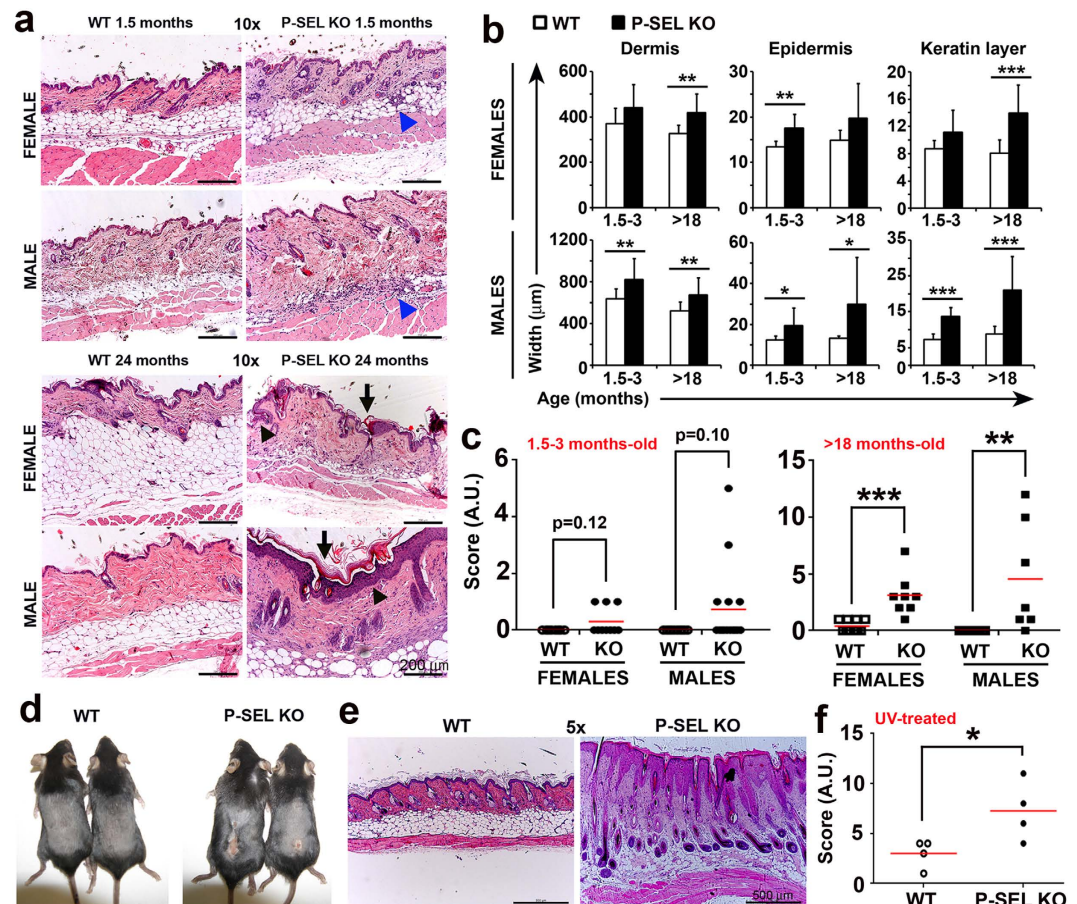 a
WT 1.5 months 10x P-SEL KO 1.5 months
FEMALE
MALE
WT 24 months 10x P-SEL KO 24 months
FEMALE
MALE
200 µm
b
WT P-SEL KO
Dermis Epidermis Keratin layer
FEMALES
600
400
200
0
1.5-3 >18
**
30
20
10
0
1.5-3 >18
**
20
16
12
8
4
0
1.5-3 >18
***
MALES
Width (µm)
1200
800
400
0
1.5-3 >18
** **
60
40
20
0
1.5-3 >18
* *
35
25
15
5
0
1.5-3 >18
*** ***
Age (months)
c
1.5-3 months-old
Score (A.U.)
6
4
2
0
p=0.12
p=0.10
WT KO WT KO
FEMALES MALES
>18 months-old
15
10
5
0
*** **
WT KO WT KO
FEMALES MALES
d
WT P-SEL KO
e
WT 5x P-SEL KO
500 µm
f
UV-treated
Score (A.U.)
15
10
5
0
*
WT P-SEL KO